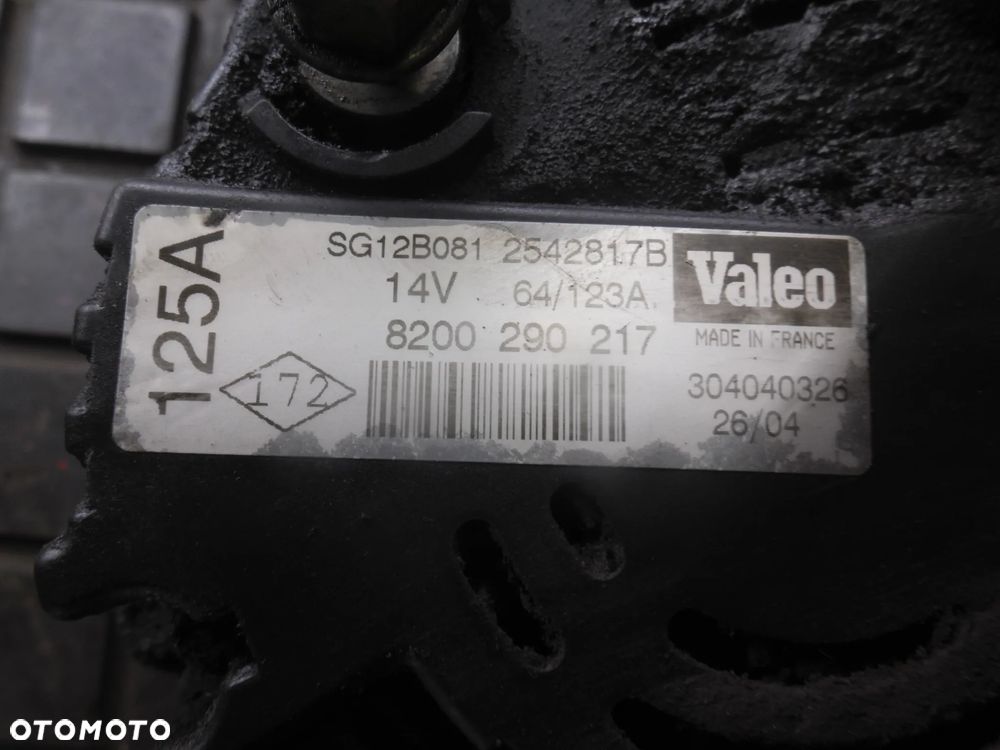 125A
SG12B081 2542817B
14V 64/123A.
8200 290 217
172
Valeo
MADE IN FRANCE
304040326
26/04
OTOMOTO